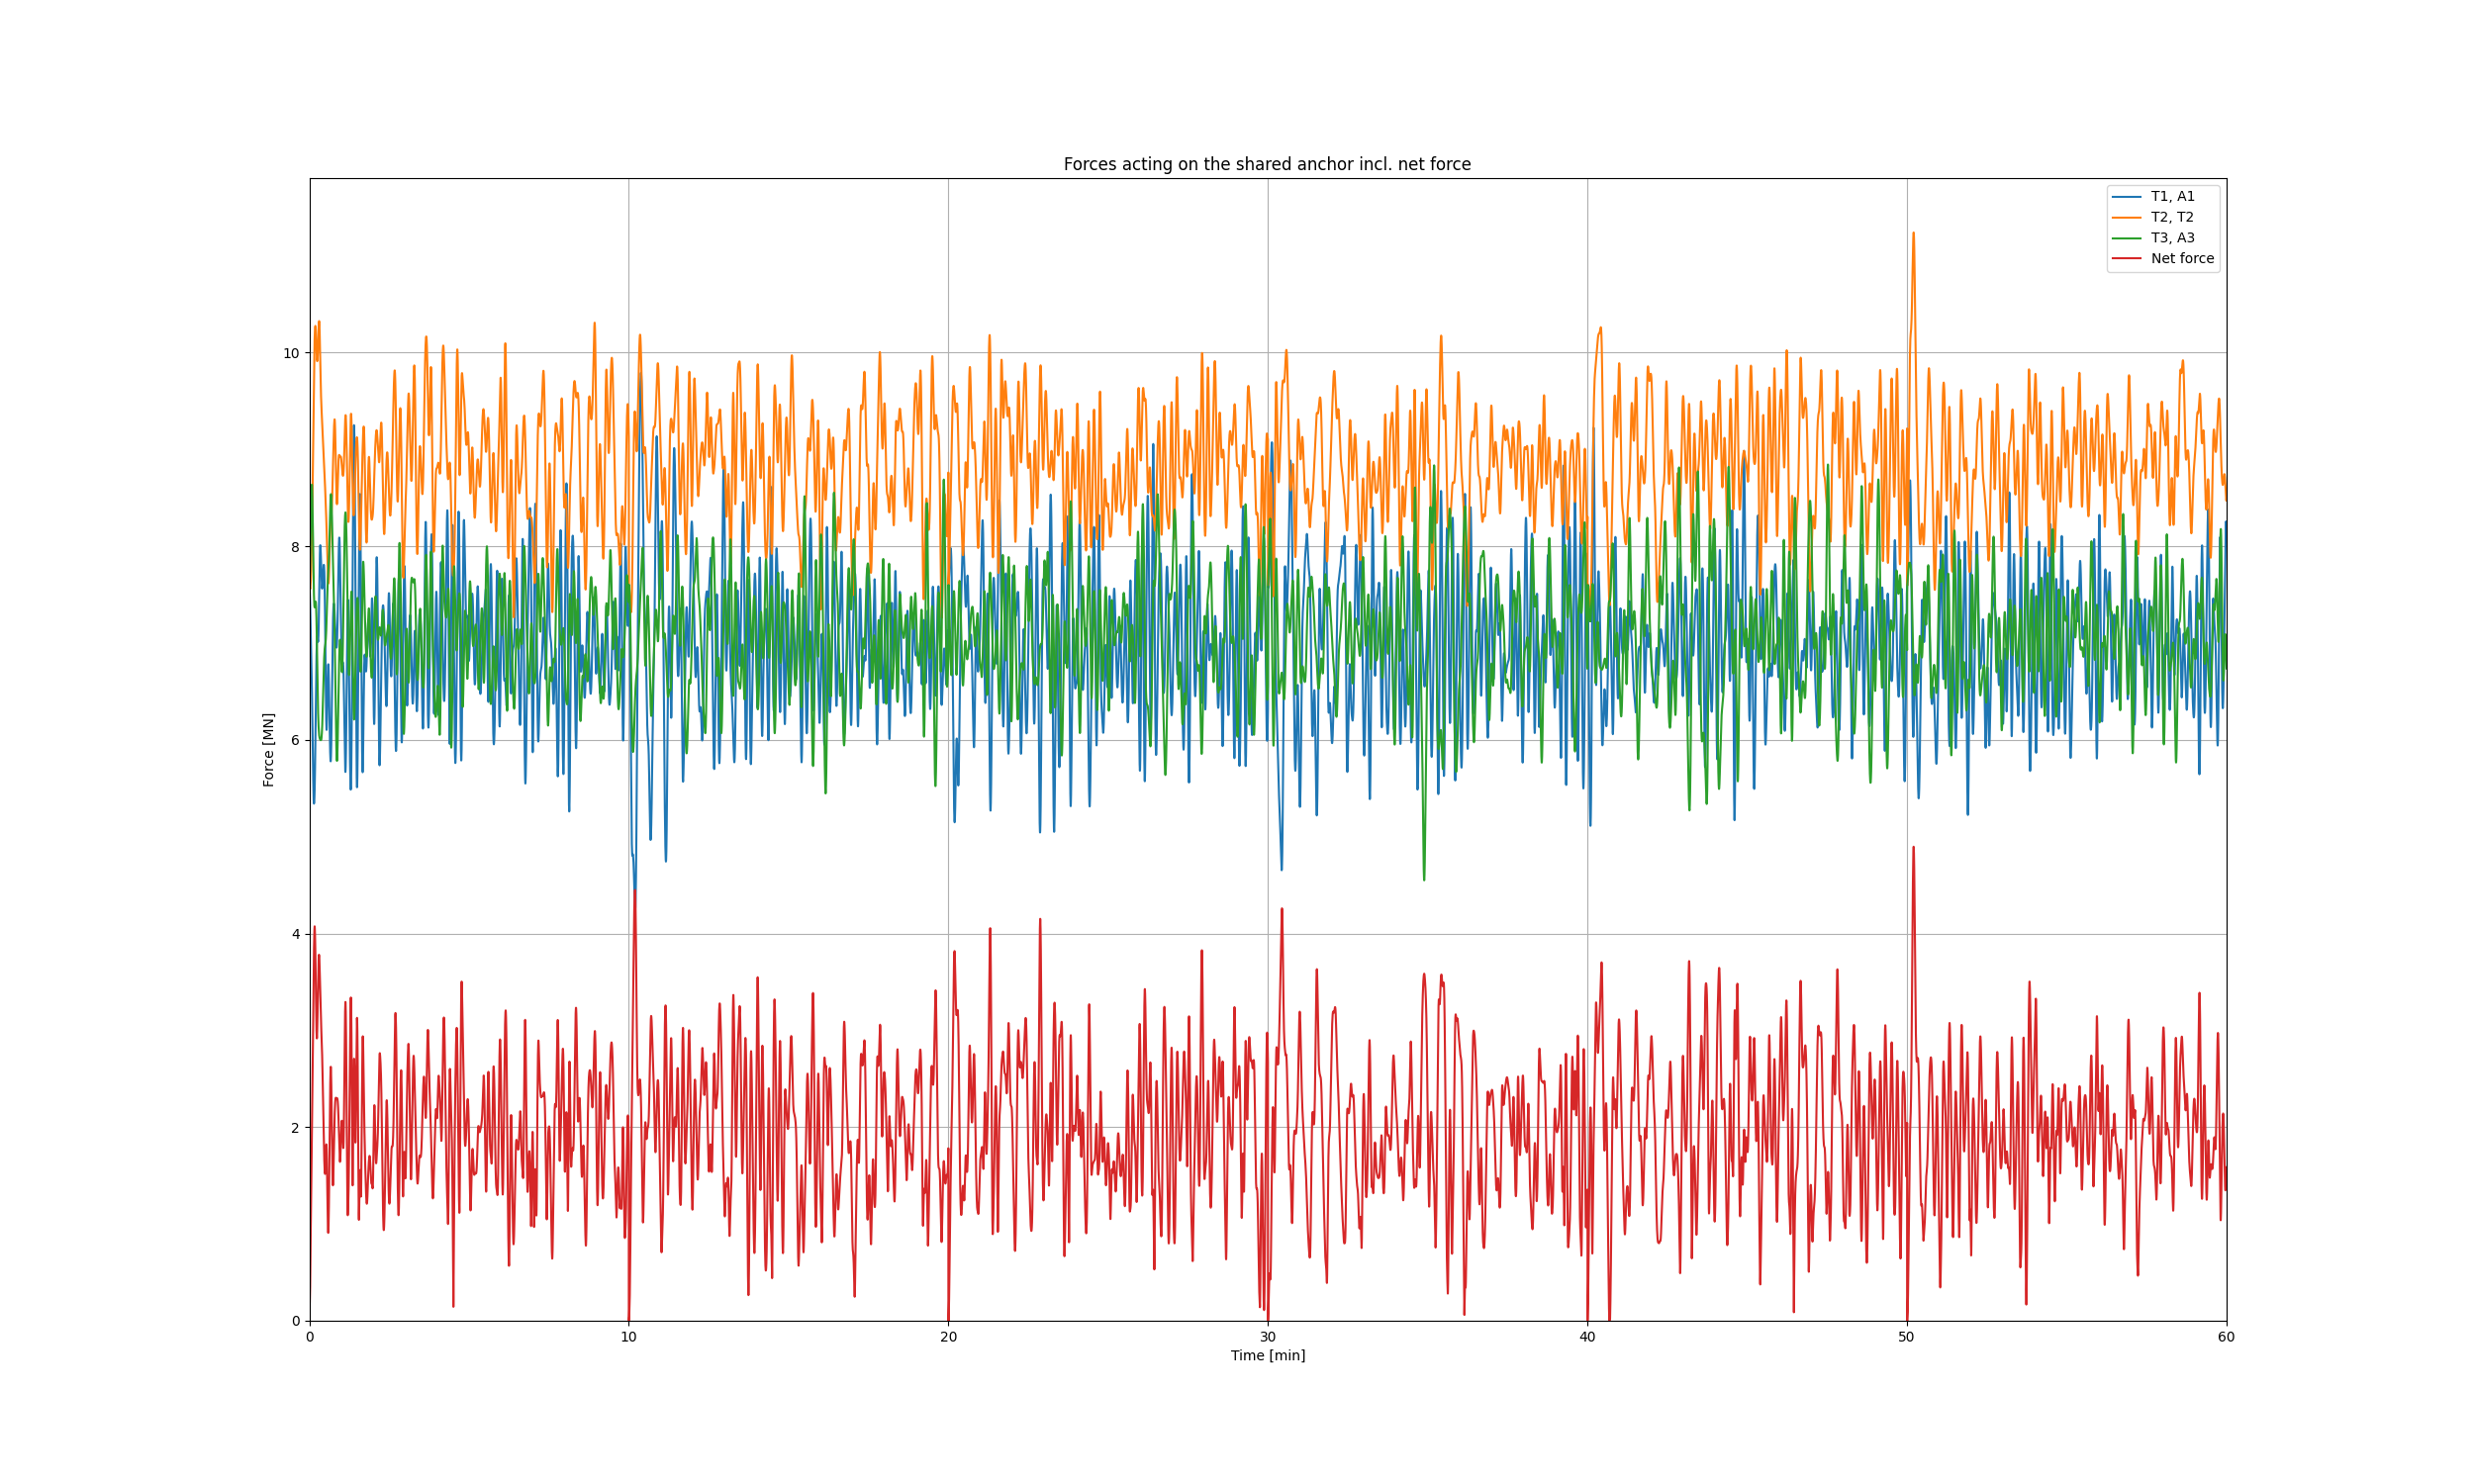 Forces acting on the shared anchor incl. net force
T1, A1
T2, T2
T3, A3
Net force
10
8
6
4
2
0
Force [MN]
0 10 20 30 40 50 60
Time [min]